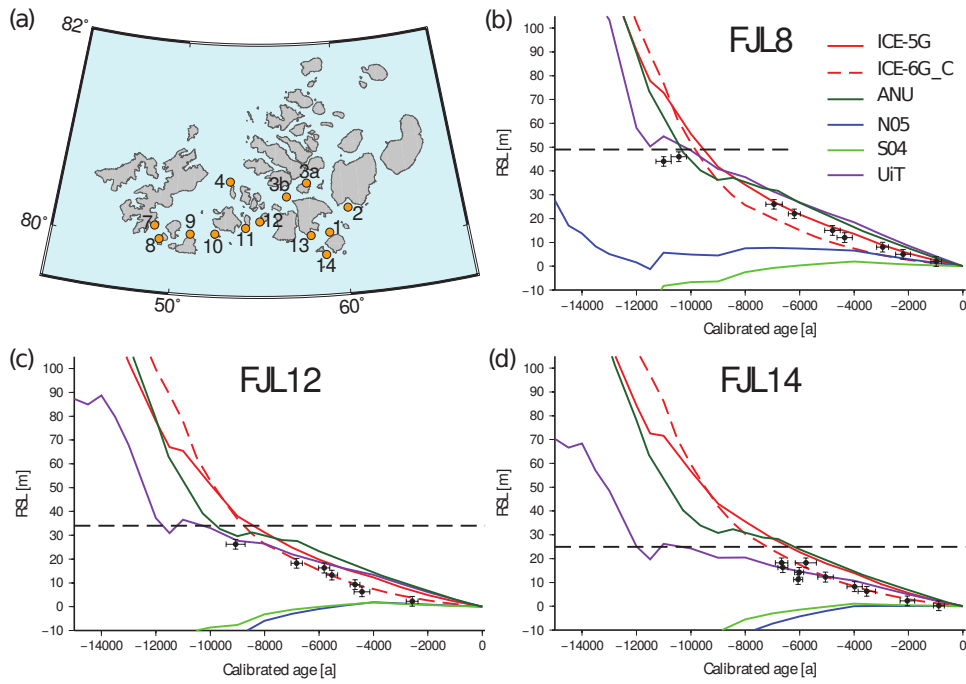 (a)
82°
80°
50°
60°
3a
3b
4
2
7
9
12
1
8
10
11
13
14
(b)
FJL8
ICE-5G
ICE-6G_C
ANU
N05
S04
UiT
RSL [m]
100
90
80
70
60
50
40
30
20
10
0
−10
−14000 −12000 −10000 −8000 −6000 −4000 −2000 0
Calibrated age [a]
(c)
FJL12
RSL [m]
100
90
80
70
60
50
40
30
20
10
0
−10
−14000 −12000 −10000 −8000 −6000 −4000 −2000 0
Calibrated age [a]
(d)
FJL14
RSL [m]
100
90
80
70
60
50
40
30
20
10
0
−10
−14000 −12000 −10000 −8000 −6000 −4000 −2000 0
Calibrated age [a]